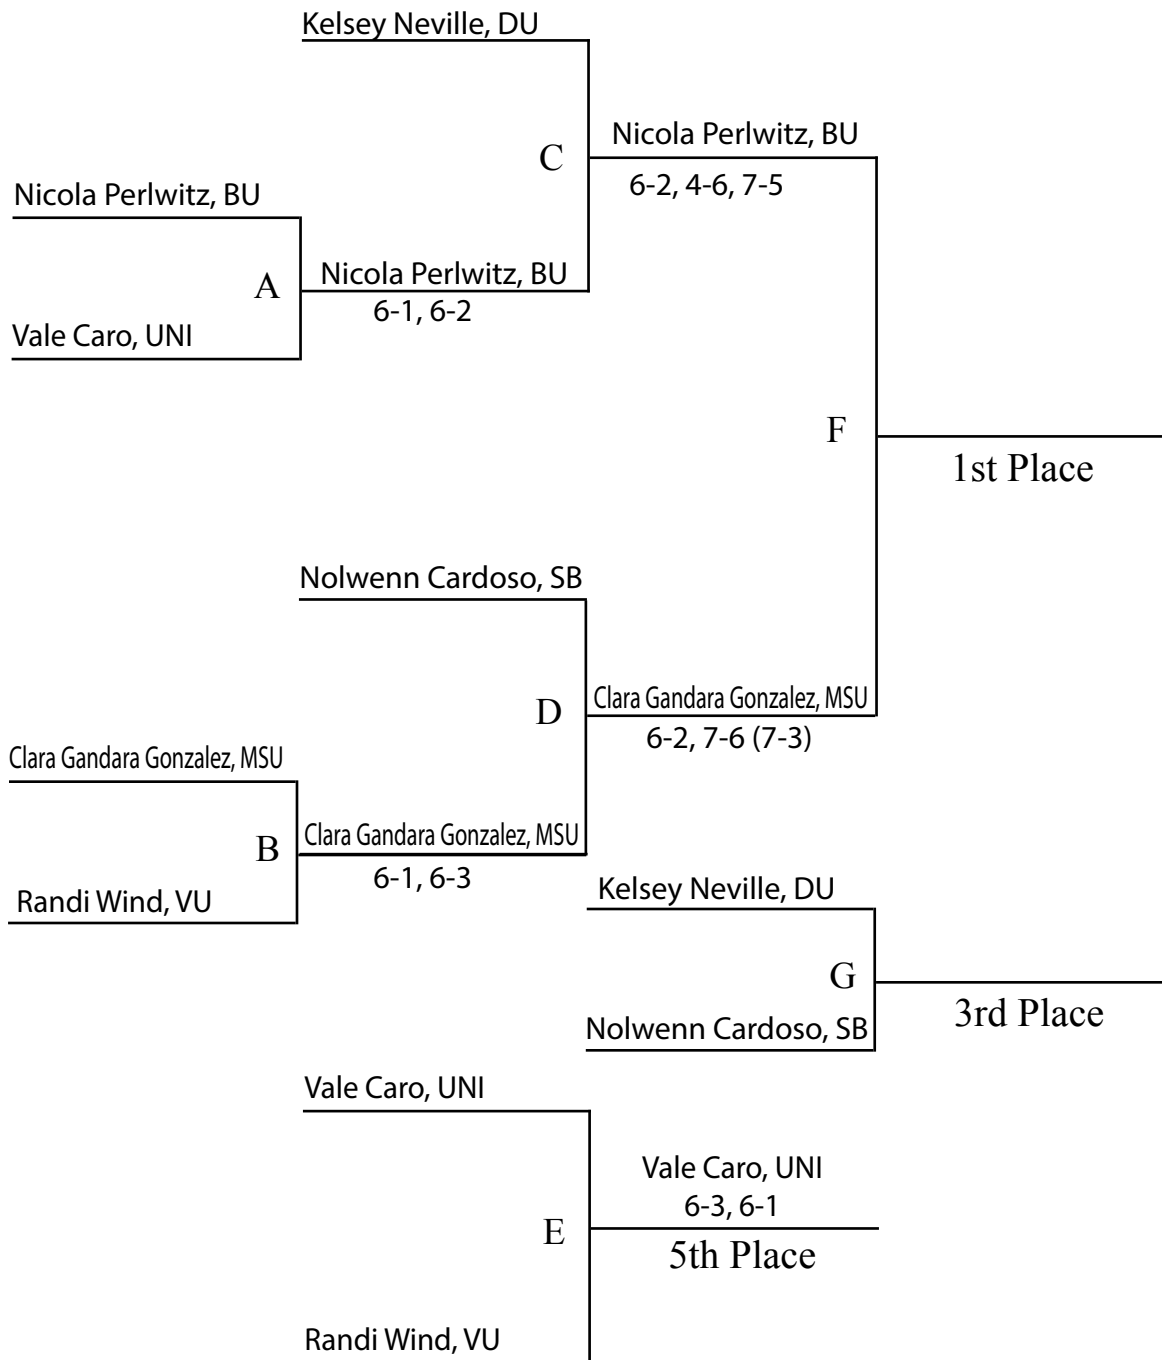 Kelsey Neville, DU
C
Nicola Perlwitz, BU
6-2, 4-6, 7-5
Nicola Perlwitz, BU
A
Nicola Perlwitz, BU
6-1, 6-2
Vale Caro, UNI
F
1st Place
Nolwenn Cardoso, SB
D
Clara Gandara Gonzalez, MSU
6-2, 7-6 (7-3)
Clara Gandara Gonzalez, MSU
B
Clara Gandara Gonzalez, MSU
6-1, 6-3
Randi Wind, VU
Kelsey Neville, DU
G
3rd Place
Nolwenn Cardoso, SB
Vale Caro, UNI
E
Vale Caro, UNI
6-3, 6-1
5th Place
Randi Wind, VU